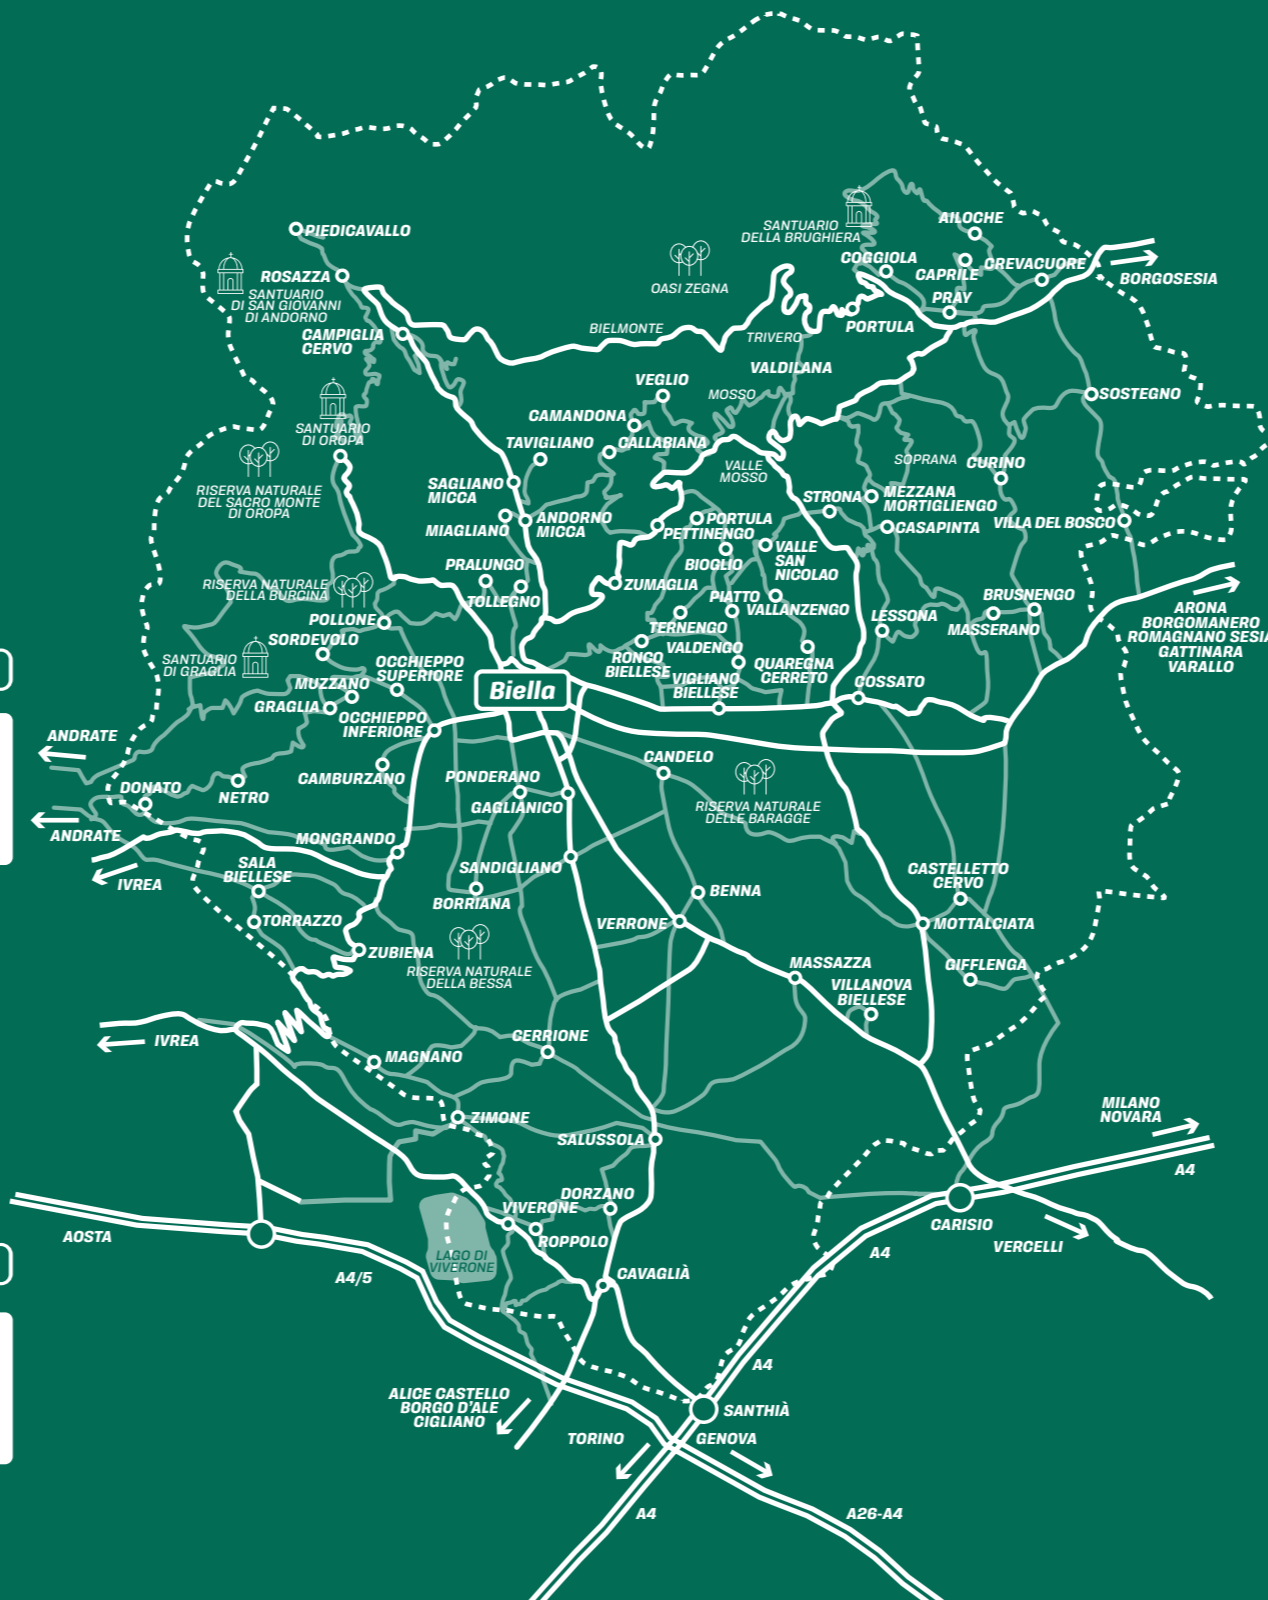 PIEDICAVALLO
ROSAZZA
SANTUARIO
DI SAN GIOVANNI
DI ANDORNO
CAMPIGLIA
CERVO
SANTUARIO
DELLA BRUGHIERA
AILOCHE
COGGIOLA
CAPRILE
CREVACUORE
BORGOSESIA
OASI ZEGNA
PRAY
PORTULA
BIELMONTE
TRIVERO
VALDILANA
VEGLIO
MOSSO
SOSTEGNO
CAMANDONA
SANTUARIO
DI OROPA
TAVIGLIANO
CALLABIANA
VALLE
MOSSO
SOPRANA
CURINO
RISERVA NATURALE
DEL SACRO MONTE
DI OROPA
SAGLIANO
MICCA
STRONA
MEZZANA
MORTIGLIENGO
MIAGLIANO
ANDORNO
MICCA
PORTULA
PETTINENGO
CASAPINTA
VILLA DEL BOSCO
BIOGLIO
VALLE
SAN
NICOLAO
PRALUNGO
TOLLEGNO
ZUMAGLIA
RISERVA NATURALE
DELLA BURCINA
PIATTO
VALLANZENGO
BRUSNENGO
LESSONA
MASSERANO
ARONA
BORGOMANERO
ROMAGNANO SESIA
GATTINARA
VARALLO
POLLONE
SORDEVOLO
TERNENGO
VALDENGO
RONCO
BIELLESE
QUAREGNA
CERRETO
SANTUARIO
DI GRAGLIA
OCCHIEPPO
SUPERIORE
MUZZANO
GRAGLIA
Biella
VIGLIANO
BIELLESE
COSSATO
OCCHIEPPO
INFERIORE
ANDRATE
CAMBURZANO
PONDERANO
CANDELO
DONATO
NETRO
GAGLIANICO
RISERVA NATURALE
DELLE BARAGGE
ANDRATE
MONGRANDO
SALA
BIELLESE
IVREA
SANDIGLIANO
CASTELLETTO
CERVO
BORRIANA
BENNA
TORRAZZO
VERRONE
MOTTALCIATA
ZUBIENA
RISERVA NATURALE
DELLA BESSA
MASSAZZA
GIFFLENGA
VILLANOVA
BIELLESE
IVREA
CERRIONE
MAGNANO
ZIMONE
MILANO
NOVARA
SALUSSOLA
A4
DORZANO
VIVERONE
ROPPOLO
CARISIO
AOSTA
VERCELLI
A4
LAGO DI
VIVERONE
A4/5
CAVAGLIÀ
A4
ALICE CASTELLO
BORGO D'ALE
CIGLIANO
SANTHIÀ
TORINO
GENOVA
A4
A26-A4